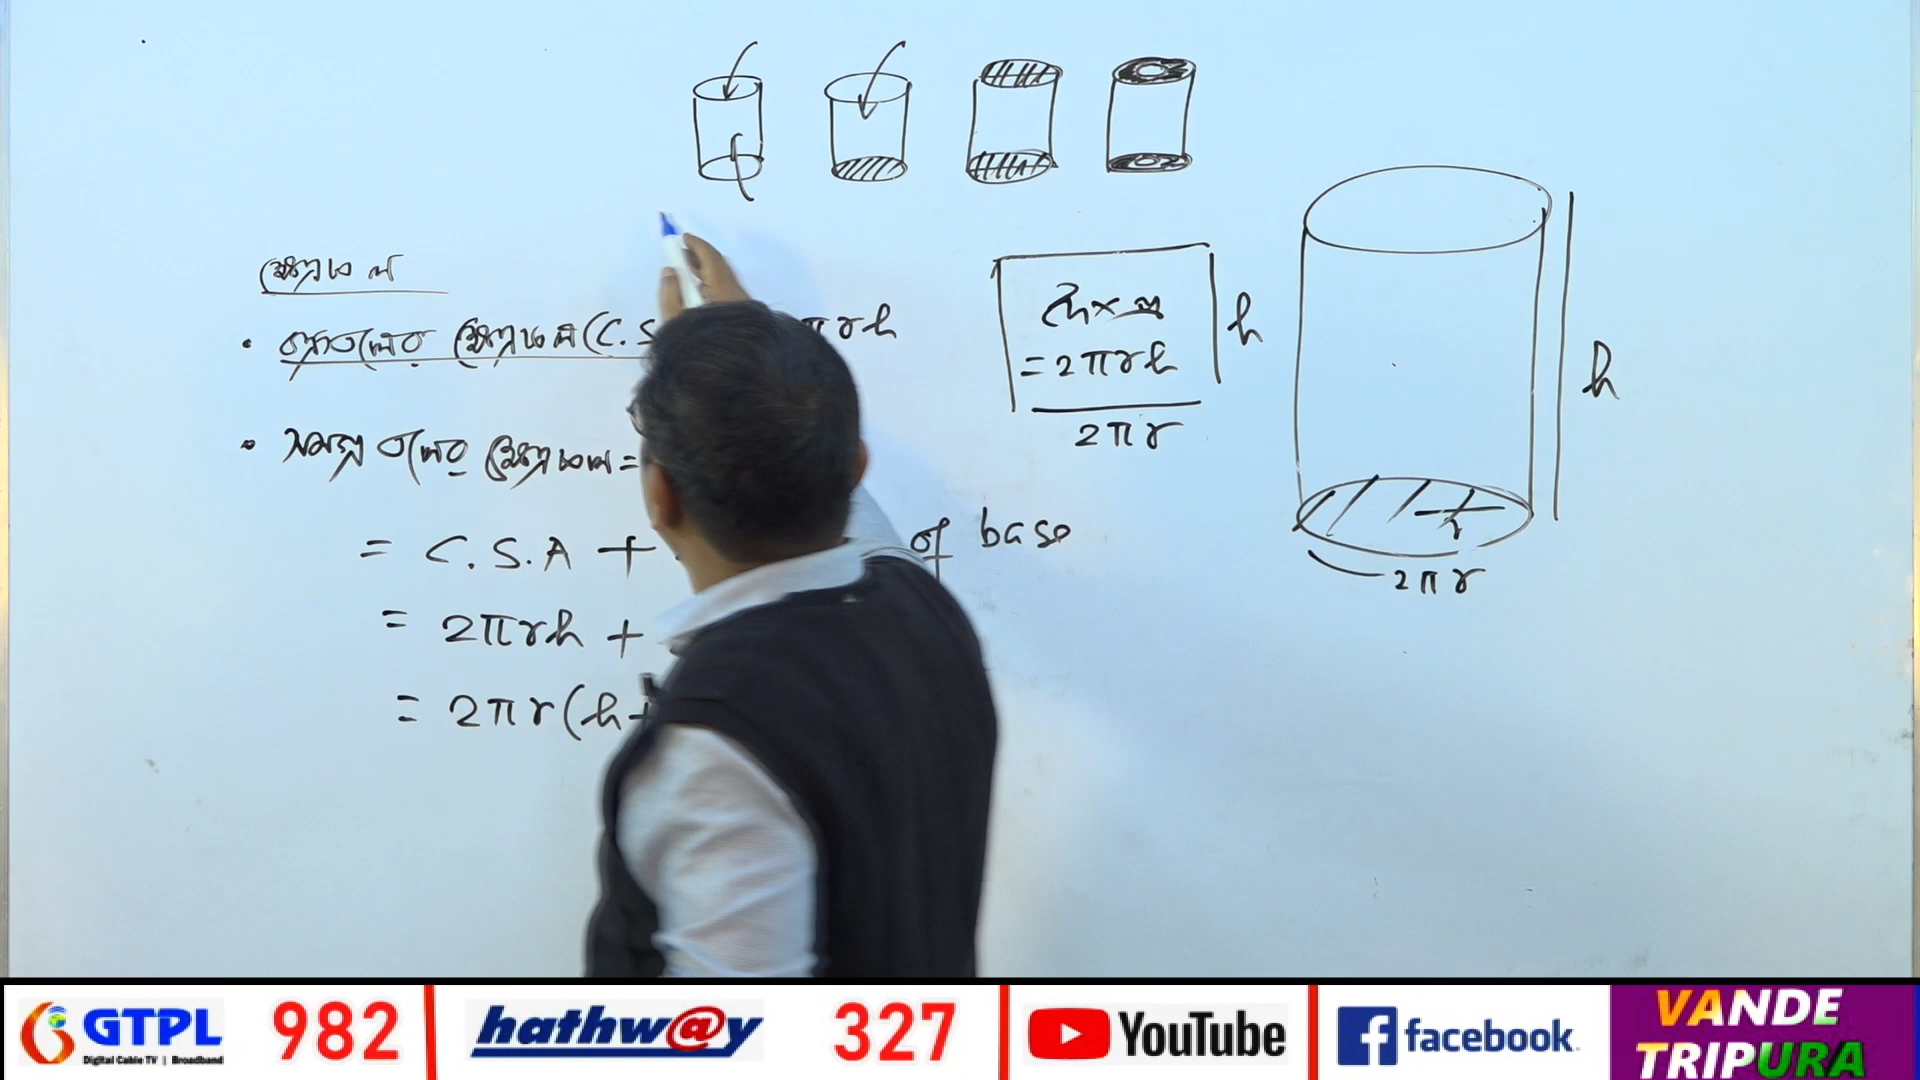 ক্ষেত্রফল
• বক্রতলের ক্ষেত্রফল (C.S πrh
• সমগ্র তলের ক্ষেত্রফল =
= C.S.A + of base
= 2πrh +
= 2πr(h+
দৈ × প্র
= 2πrh
h
2πr
h
r
2πr
GTPL
Digital Cable TV | Broadband
982
hathw@y
327
YouTube
facebook
VANDE
TRIPURA